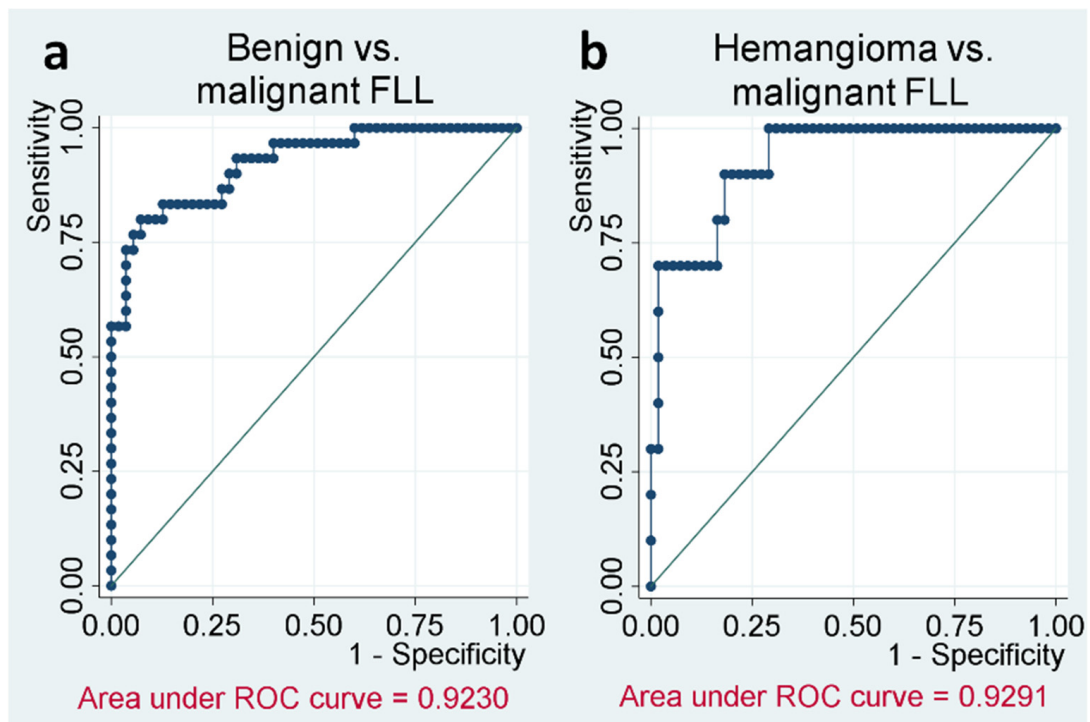 a
Benign vs.
malignant FLL
Sensitivity
1.00
0.75
0.50
0.25
0.00
0.00 0.25 0.50 0.75 1.00
1 - Specificity
Area under ROC curve = 0.9230
b
Hemangioma vs.
malignant FLL
Sensitivity
1.00
0.75
0.50
0.25
0.00
0.00 0.25 0.50 0.75 1.00
1 - Specificity
Area under ROC curve = 0.9291